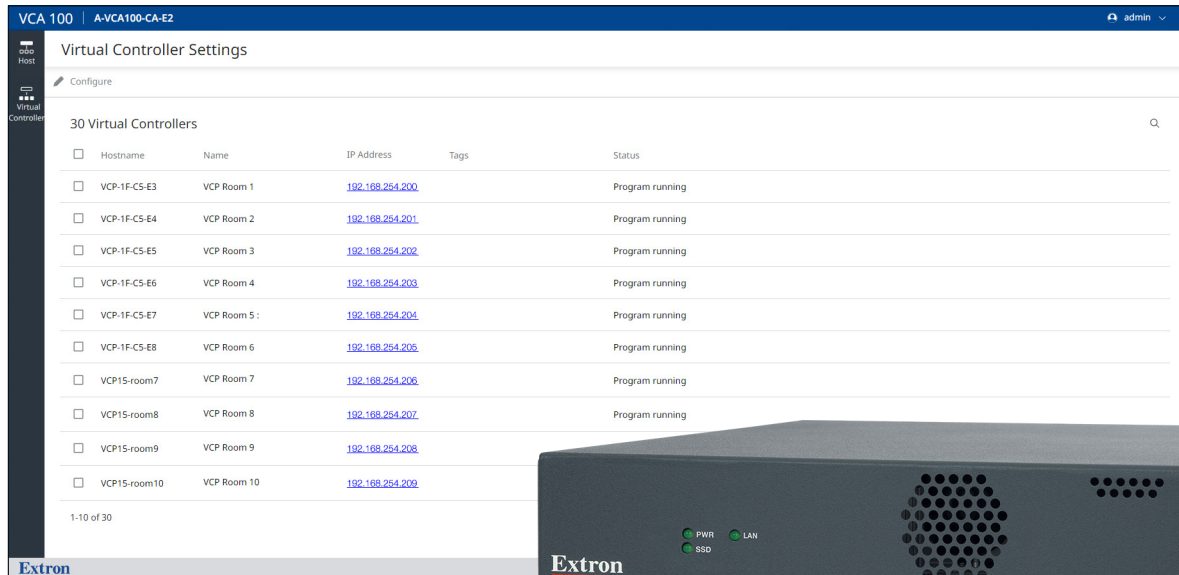 VCA 100 | A-VCA100-CA-E2 admin
Host
Virtual Controller Settings
Configure
Virtual
Controller
30 Virtual Controllers
Hostname Name IP Address Tags Status
VCP-1F-C5-E3 VCP Room 1 192.168.254.200 Program running
VCP-1F-C5-E4 VCP Room 2 192.168.254.201 Program running
VCP-1F-C5-E5 VCP Room 3 192.168.254.202 Program running
VCP-1F-C5-E6 VCP Room 4 192.168.254.203 Program running
VCP-1F-C5-E7 VCP Room 5 : 192.168.254.204 Program running
VCP-1F-C5-E8 VCP Room 6 192.168.254.205 Program running
VCP15-room7 VCP Room 7 192.168.254.206 Program running
VCP15-room8 VCP Room 8 192.168.254.207 Program running
VCP15-room9 VCP Room 9 192.168.254.208
VCP15-room10 VCP Room 10 192.168.254.209
1-10 of 30
PWR LAN
SSD
Extron
Extron